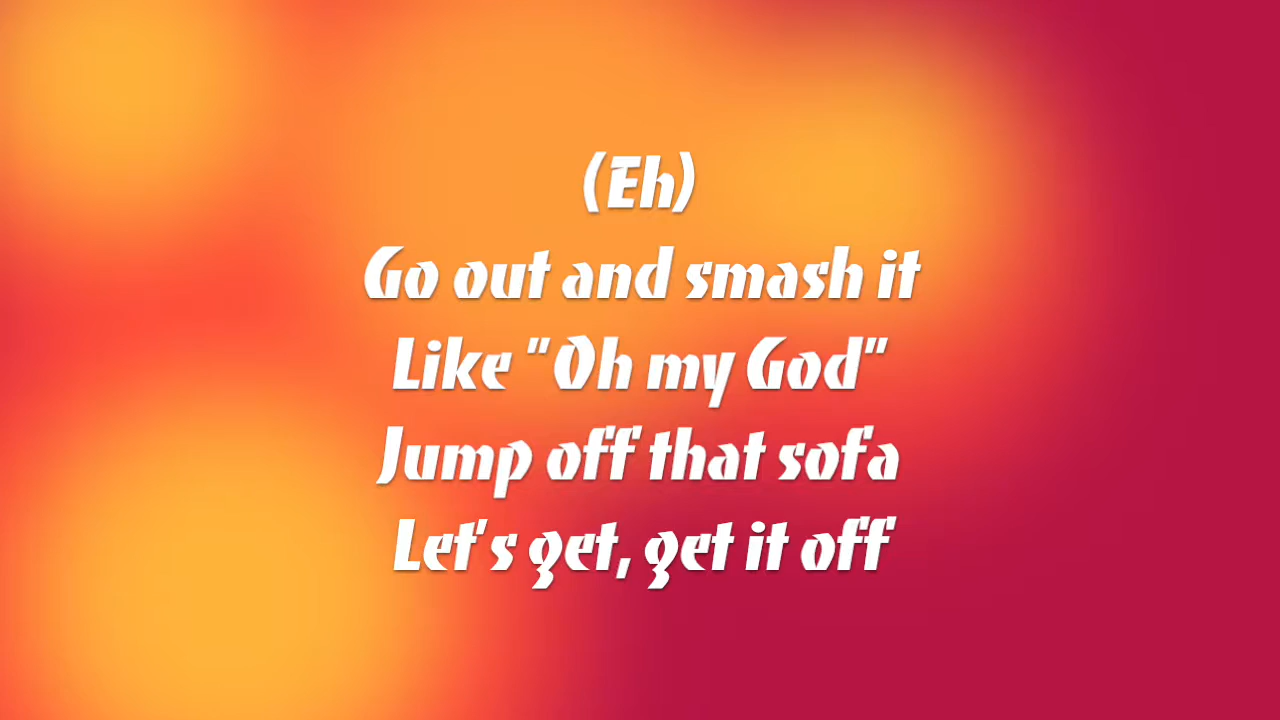 (Eh)
Go out and smash it
Like "Oh my God"
Jump off that sofa
Let's get, get it off